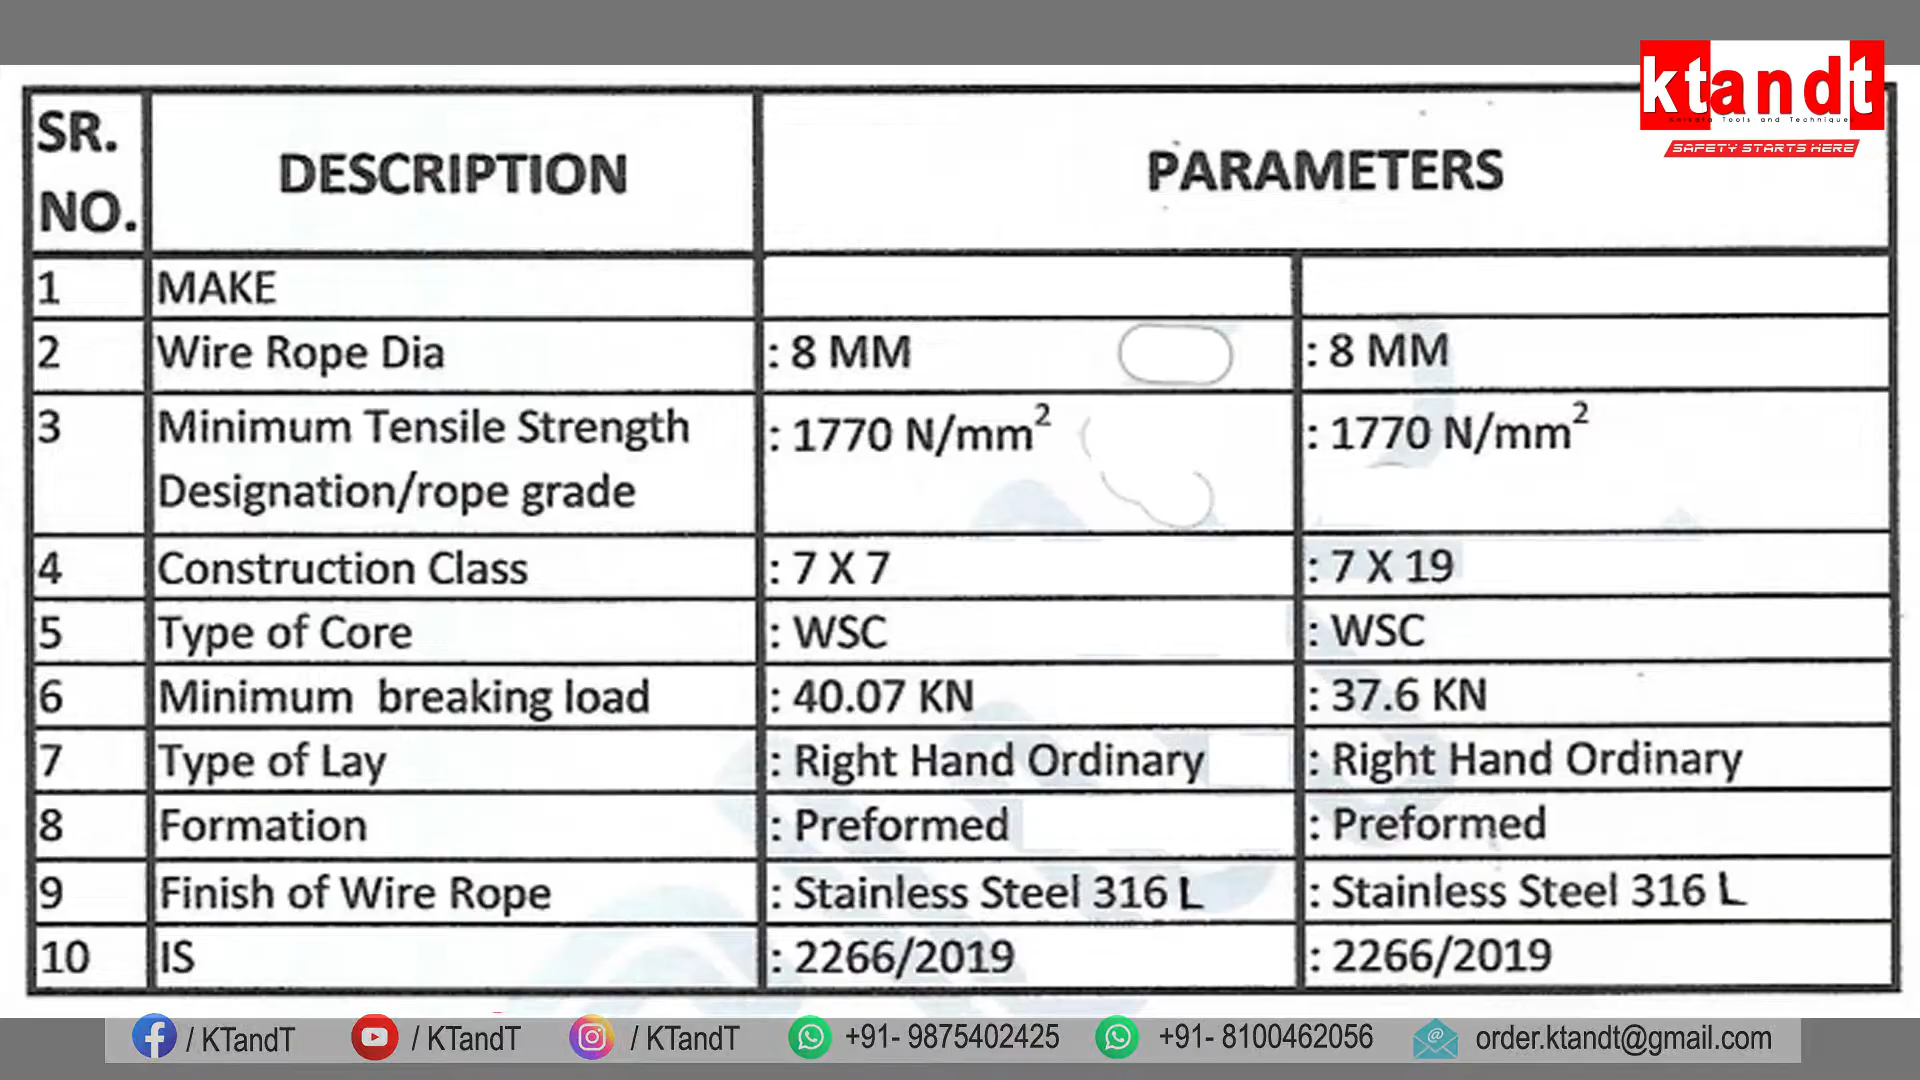 ktandt
Kolkata Tools and Techniques
SAFETY STARTS HERE
SR. NO. DESCRIPTION PARAMETERS
1 MAKE
2 Wire Rope Dia : 8 MM : 8 MM
3 Minimum Tensile Strength Designation/rope grade : 1770 N/mm² : 1770 N/mm²
4 Construction Class : 7 X 7 : 7 X 19
5 Type of Core : WSC : WSC
6 Minimum breaking load : 40.07 KN : 37.6 KN
7 Type of Lay : Right Hand Ordinary : Right Hand Ordinary
8 Formation : Preformed : Preformed
9 Finish of Wire Rope : Stainless Steel 316 L : Stainless Steel 316 L
10 IS : 2266/2019 : 2266/2019
/ KTandT / KTandT / KTandT +91- 9875402425 +91- 8100462056 order.ktandt@gmail.com